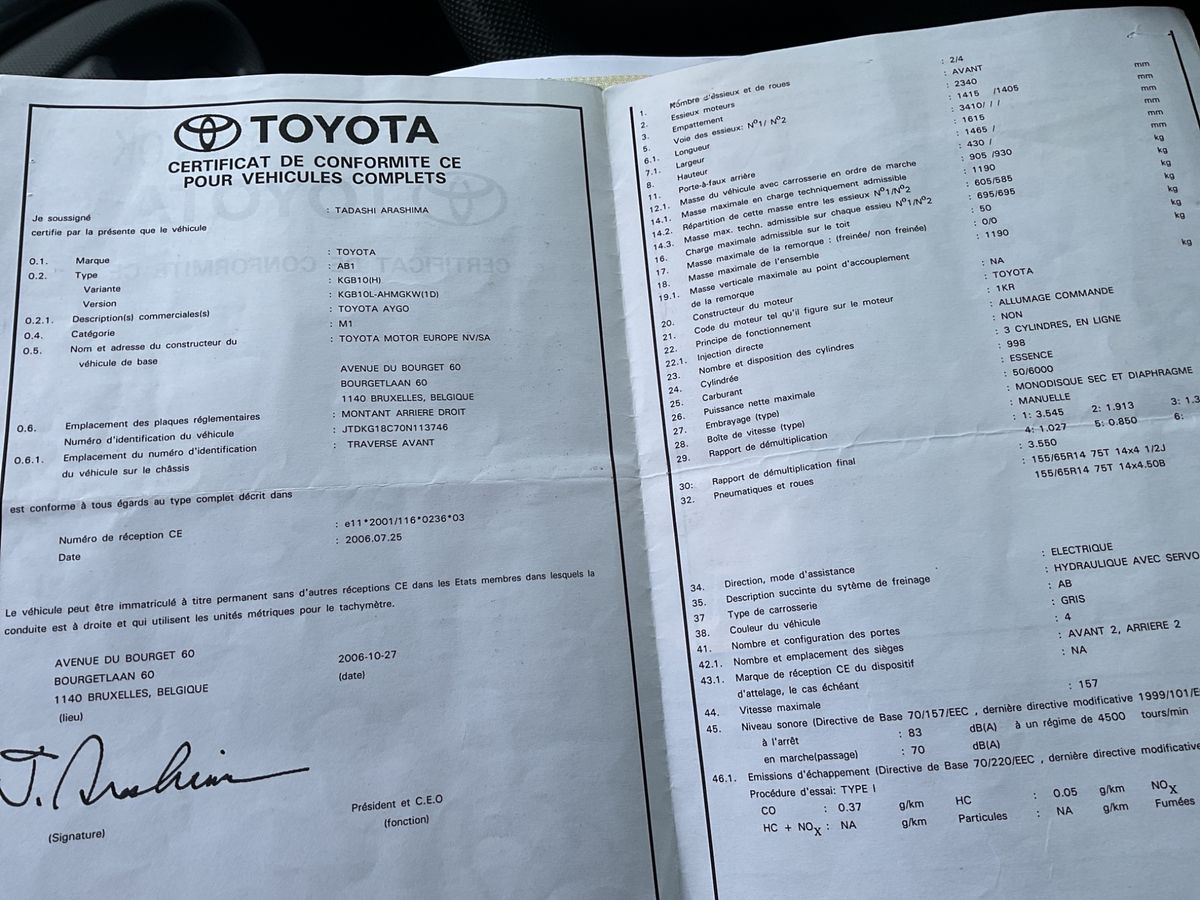 TOYOTA
CERTIFICAT DE CONFORMITE CE
POUR VEHICULES COMPLETS
Je soussigné : TADASHI ARASHIMA
certifie par la présente que le véhicule
0.1. Marque : TOYOTA
0.2. Type : AB1
Variante : KGB10(H)
Version : KGB10L-AHMGKW(1D)
0.2.1. Description(s) commerciales(s) : TOYOTA AYGO
0.4. Catégorie : M1
0.5. Nom et adresse du constructeur du : TOYOTA MOTOR EUROPE NV/SA
véhicule de base
AVENUE DU BOURGET 60
BOURGETLAAN 60
1140 BRUXELLES, BELGIQUE
0.6. Emplacement des plaques réglementaires : MONTANT ARRIERE DROIT
Numéro d'identification du véhicule : JTDKG18C70N113746
0.6.1. Emplacement du numéro d'identification : TRAVERSE AVANT
du véhicule sur le châssis
est conforme à tous égards au type complet décrit dans
Numéro de réception CE : e11*2001/116*0236*03
Date : 2006.07.25
Le véhicule peut être immatriculé à titre permanent sans d'autres réceptions CE dans les Etats membres dans lesquels la
conduite est à droite et qui utilisent les unités métriques pour le tachymètre.
AVENUE DU BOURGET 60 2006-10-27
BOURGETLAAN 60 (date)
1140 BRUXELLES, BELGIQUE
(lieu)
T. Arashima
Président et C.E.O
(Signature) (fonction)
1. Nombre d'éssieux et de roues : 2/4
2. Essieux moteurs : AVANT
3. Empattement : 2340 mm
5. Voie des essieux: Nº1/ Nº2 : 1415 /1405 mm
6.1. Longueur : 3410/ / / mm
7.1. Largeur : 1615 mm
8. Hauteur : 1465 / mm
11. Porte-à-faux arrière : 430 / mm
12.1. Masse du véhicule avec carrosserie en ordre de marche : 905 /930 kg
14.1. Masse maximale en charge techniquement admissible : 1190 kg
14.2. Répartition de cette masse entre les essieux Nº1/Nº2 : 605/585 kg
14.3. Masse max. techn. admissible sur chaque essieu Nº1/Nº2 : 695/695 kg
16. Charge maximale admissible sur le toit : 50 kg
17. Masse maximale de la remorque : (freinée/ non freinée) : 0/0 kg
18. Masse maximale de l'ensemble : 1190 kg
19.1. Masse verticale maximale au point d'accouplement
de la remorque : NA kg
20. Constructeur du moteur : TOYOTA
21. Code du moteur tel qu'il figure sur le moteur : 1KR
22. Principe de fonctionnement : ALLUMAGE COMMANDE
22.1. Injection directe : NON
23. Nombre et disposition des cylindres : 3 CYLINDRES, EN LIGNE
24. Cylindrée : 998
25. Carburant : ESSENCE
26. Puissance nette maximale : 50/6000
27. Embrayage (type) : MONODISQUE SEC ET DIAPHRAGME
28. Boîte de vitesse (type) : MANUELLE
29. Rapport de démultiplication : 1: 3.545 2: 1.913 3: 1.3
4: 1.027 5: 0.850 6:
30: Rapport de démultiplication final : 3.550
32. Pneumatiques et roues : 155/65R14 75T 14x4 1/2J
155/65R14 75T 14x4.50B
34. Direction, mode d'assistance : ELECTRIQUE
35. Description succinte du sytème de freinage : HYDRAULIQUE AVEC SERVO
37 Type de carrosserie : AB
38. Couleur du véhicule : GRIS
41. Nombre et configuration des portes : 4
42.1. Nombre et emplacement des sièges : AVANT 2, ARRIERE 2
43.1. Marque de réception CE du dispositif : NA
d'attelage, le cas échéant
44. Vitesse maximale : 157
45. Niveau sonore (Directive de Base 70/157/EEC , dernière directive modificative 1999/101/E
à l'arrêt : 83 dB(A) à un régime de 4500 tours/min
en marche(passage) : 70 dB(A)
46.1. Emissions d'échappement (Directive de Base 70/220/EEC , dernière directive modificative
Procédure d'essai: TYPE I
CO : 0.37 g/km HC : 0.05 g/km NOX
HC + NOX : NA g/km Particules : NA g/km Fumées